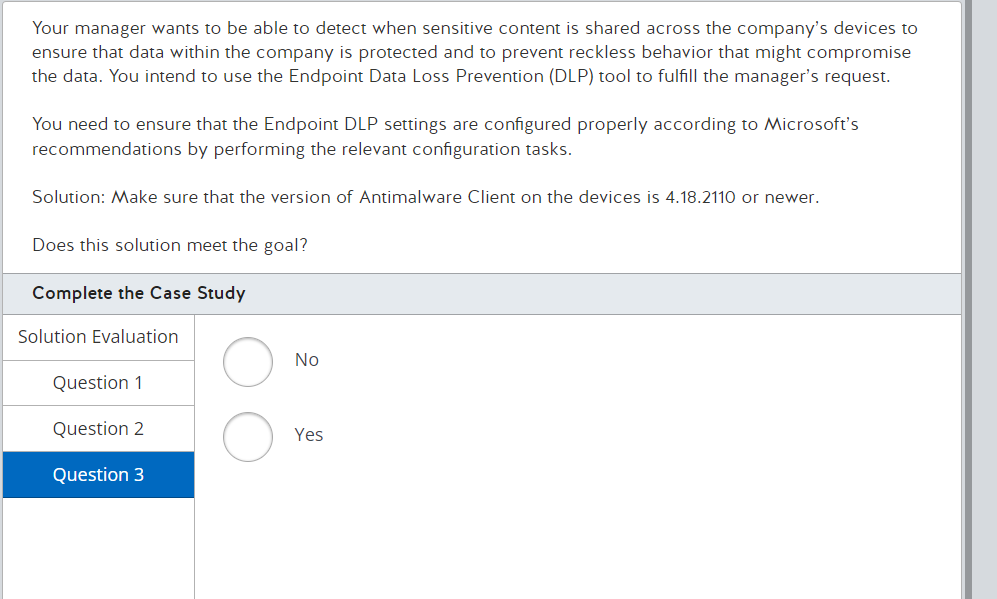 Your manager wants to be able to detect when sensitive content is shared across the company's devices to
ensure that data within the company is protected and to prevent reckless behavior that might compromise
the data. You intend to use the Endpoint Data Loss Prevention (DLP) tool to fulfill the manager's request.
You need to ensure that the Endpoint DLP settings are configured properly according to Microsoft's
recommendations by performing the relevant configuration tasks.
Solution: Make sure that the version of Antimalware Client on the devices is 4.18.2110 or newer.
Does this solution meet the goal?
Complete the Case Study
Solution Evaluation
Question 1
Question 2
Question 3
No
Yes